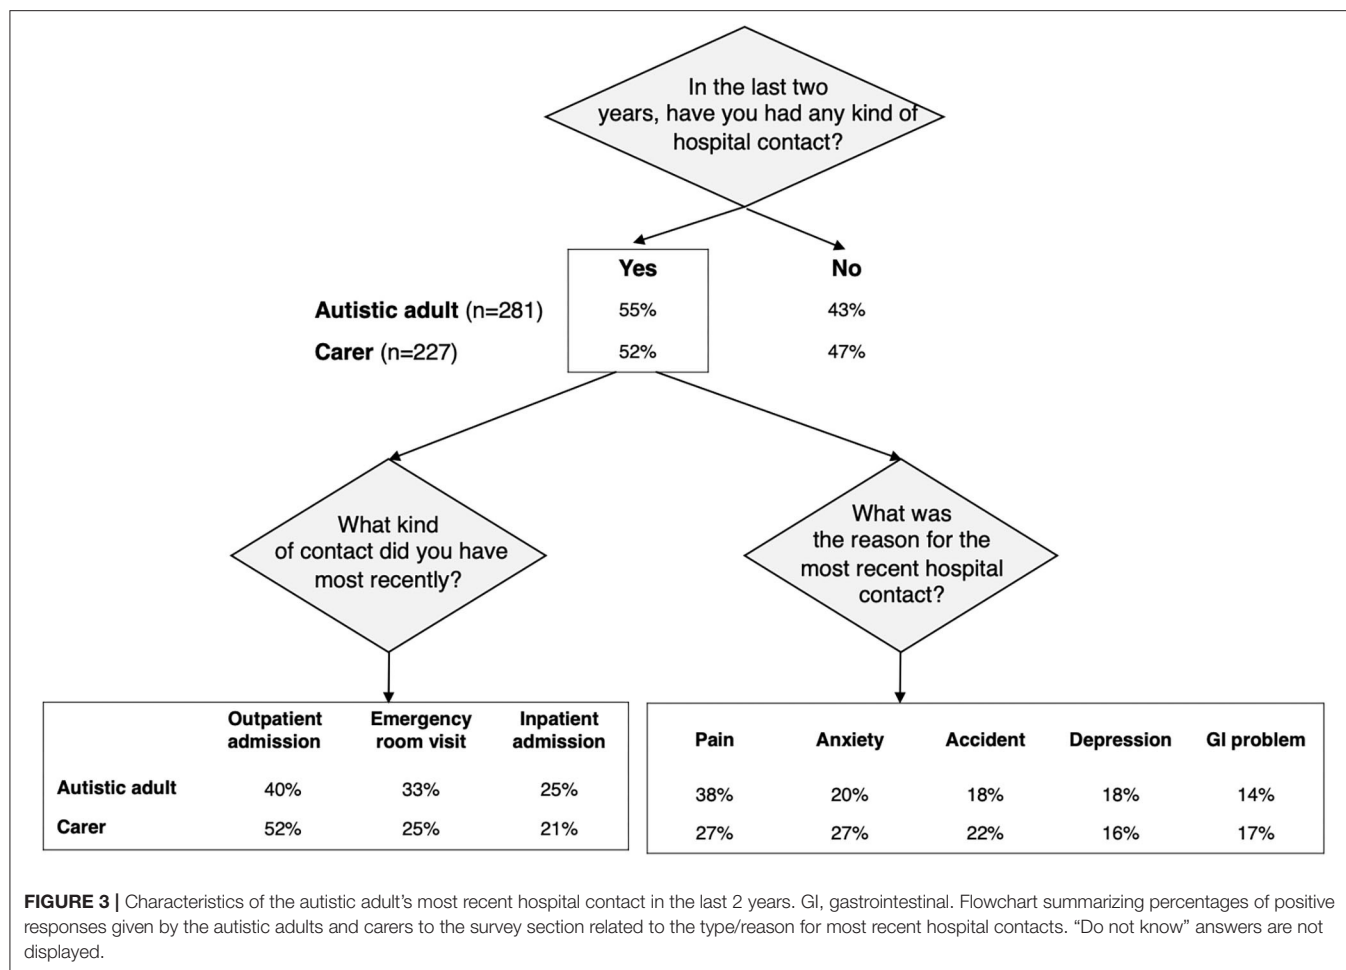 In the last two
years, have you had any kind of
hospital contact?
Yes No
Autistic adult (n=281) 55% 43%
Carer (n=227) 52% 47%
What kind
of contact did you have
most recently?
What was
the reason for the
most recent hospital
contact?
Outpatient Emergency Inpatient
admission room visit admission
Autistic adult 40% 33% 25%
Carer 52% 25% 21%
Pain Anxiety Accident Depression GI problem
38% 20% 18% 18% 14%
27% 27% 22% 16% 17%
FIGURE 3 | Characteristics of the autistic adult's most recent hospital contact in the last 2 years. GI, gastrointestinal. Flowchart summarizing percentages of positive
responses given by the autistic adults and carers to the survey section related to the type/reason for most recent hospital contacts. “Do not know” answers are not
displayed.